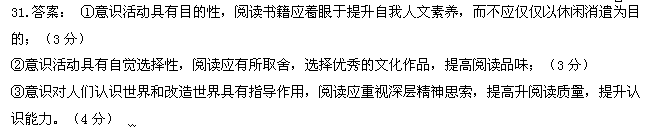 31.答案： ①意识活动具有目的性，阅读书籍应着眼于提升自我人文素养，而不应仅仅以休闲消遣为目
的；（3 分）
②意识活动具有自觉选择性，阅读应有所取舍，选择优秀的文化作品，提高阅读品味；（3 分）
③意识对人们认识世界和改造世界具有指导作用，阅读应重视深层精神思索，提高升阅读质量，提升认
识能力。（4 分）